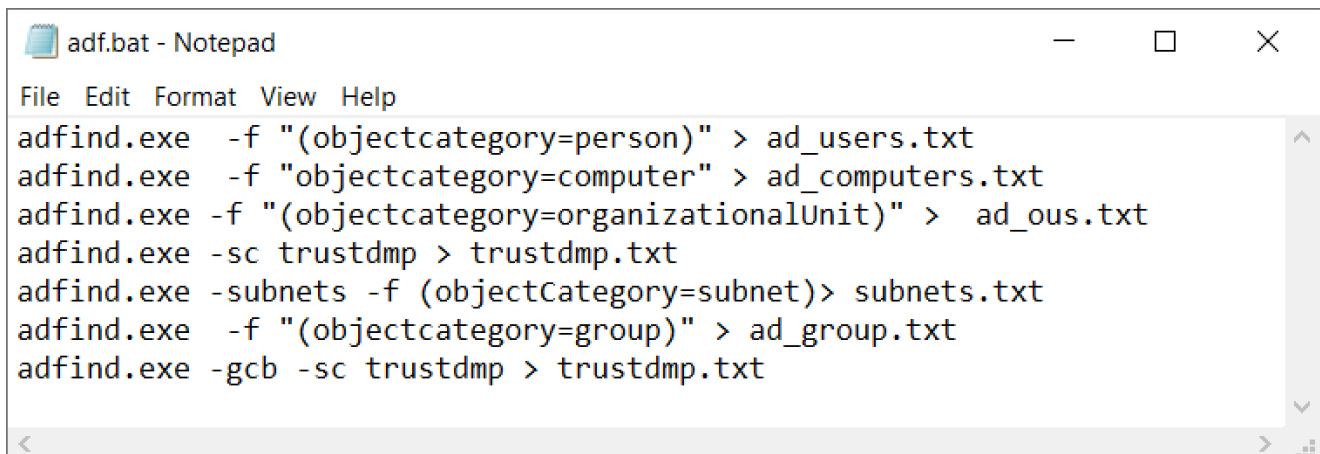 adf.bat - Notepad
File Edit Format View Help
adfind.exe  -f "(objectcategory=person)" > ad_users.txt
adfind.exe  -f "objectcategory=computer" > ad_computers.txt
adfind.exe -f "(objectcategory=organizationalUnit)" >  ad_ous.txt
adfind.exe -sc trustdmp > trustdmp.txt
adfind.exe -subnets -f (objectCategory=subnet)> subnets.txt
adfind.exe  -f "(objectcategory=group)" > ad_group.txt
adfind.exe -gcb -sc trustdmp > trustdmp.txt